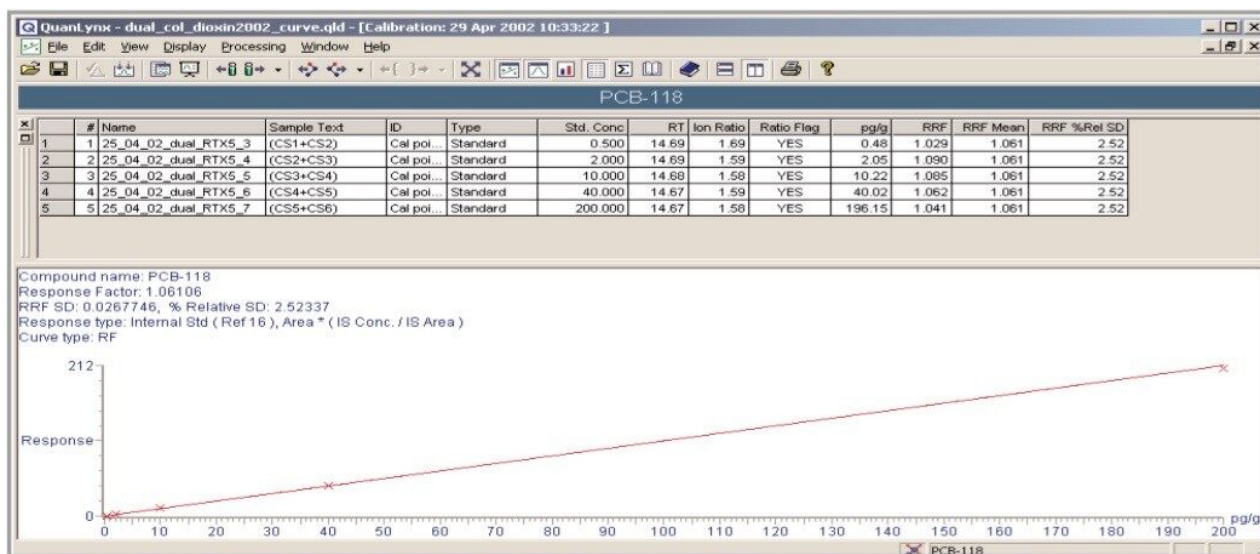 QuanLynx - dual_col_dioxin2002_curve.qld - [Calibration: 29 Apr 2002 10:33:22 ]
File Edit View Display Processing Window Help
PCB-118
# Name Sample Text ID Type Std. Conc RT Ion Ratio Ratio Flag pg/g RRF RRF Mean RRF %Rel SD
1 1 25_04_02_dual_RTX5_3 (CS1+CS2) Cal poi... Standard 0.500 14.69 1.69 YES 0.48 1.029 1.061 2.52
2 2 25_04_02_dual_RTX5_4 (CS2+CS3) Cal poi... Standard 2.000 14.69 1.59 YES 2.05 1.090 1.061 2.52
3 3 25_04_02_dual_RTX5_5 (CS3+CS4) Cal poi... Standard 10.000 14.68 1.58 YES 10.22 1.085 1.061 2.52
4 4 25_04_02_dual_RTX5_6 (CS4+CS5) Cal poi... Standard 40.000 14.67 1.59 YES 40.02 1.062 1.061 2.52
5 5 25_04_02_dual_RTX5_7 (CS5+CS6) Cal poi... Standard 200.000 14.67 1.58 YES 196.15 1.041 1.061 2.52
Compound name: PCB-118
Response Factor: 1.06106
RRF SD: 0.0267746, % Relative SD: 2.52337
Response type: Internal Std ( Ref 16 ), Area * ( IS Conc. / IS Area )
Curve type: RF
212
Response
0
0 10 20 30 40 50 60 70 80 90 100 110 120 130 140 150 160 170 180 190 200
pg/g
PCB-118